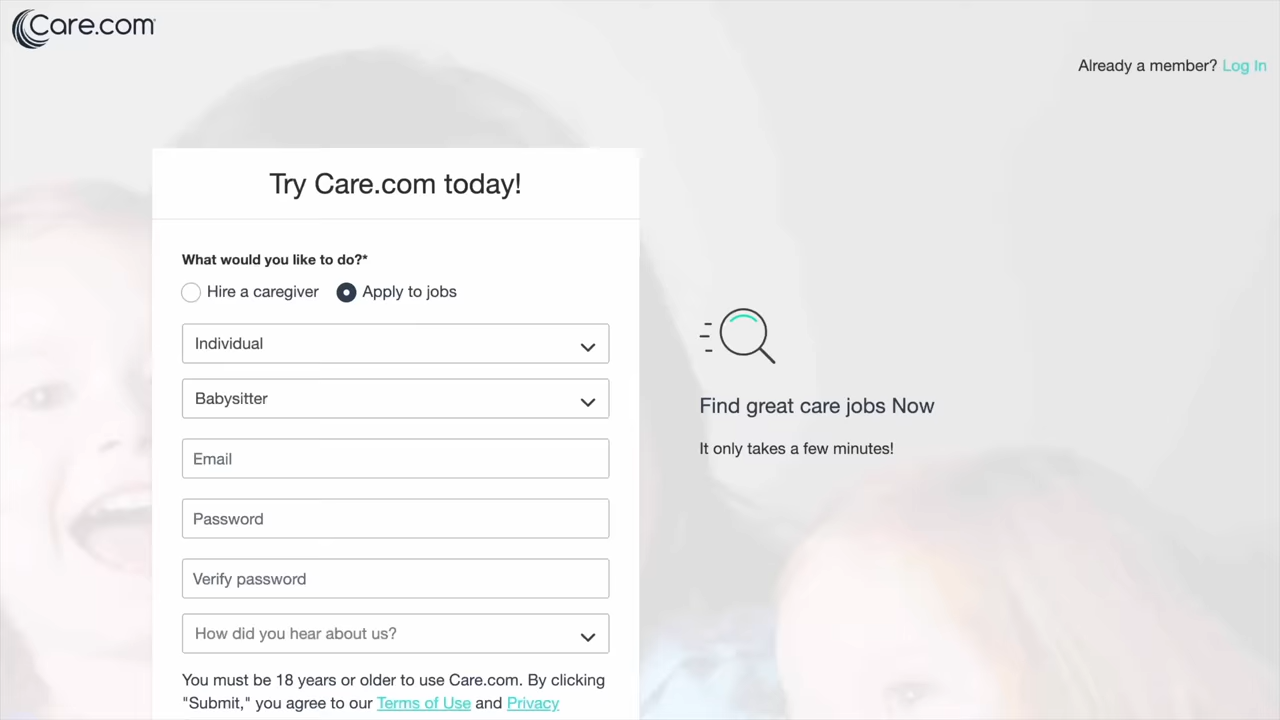 Care.com
Already a member? Log In
Try Care.com today!
What would you like to do?*
Hire a caregiver Apply to jobs
Individual
Babysitter
Email
Password
Verify password
How did you hear about us?
You must be 18 years or older to use Care.com. By clicking
"Submit," you agree to our Terms of Use and Privacy
Find great care jobs Now
It only takes a few minutes!